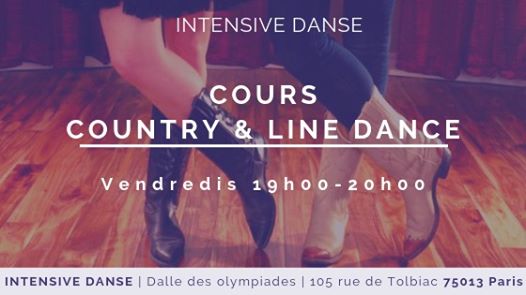 INTENSIVE DANSE
COURS
COUNTRY & LINE DANCE
Vendredis 19h00-20h00
INTENSIVE DANSE | Dalle des olympiades | 105 rue de Tolbiac 75013 Paris